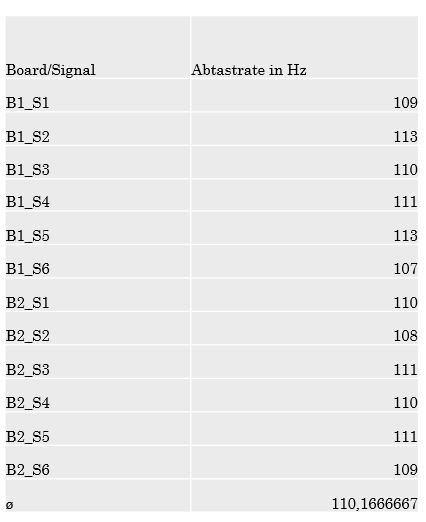 Board/Signal Abtastrate in Hz
B1_S1 109
B1_S2 113
B1_S3 110
B1_S4 111
B1_S5 113
B1_S6 107
B2_S1 110
B2_S2 108
B2_S3 111
B2_S4 110
B2_S5 111
B2_S6 109
ø 110,1666667